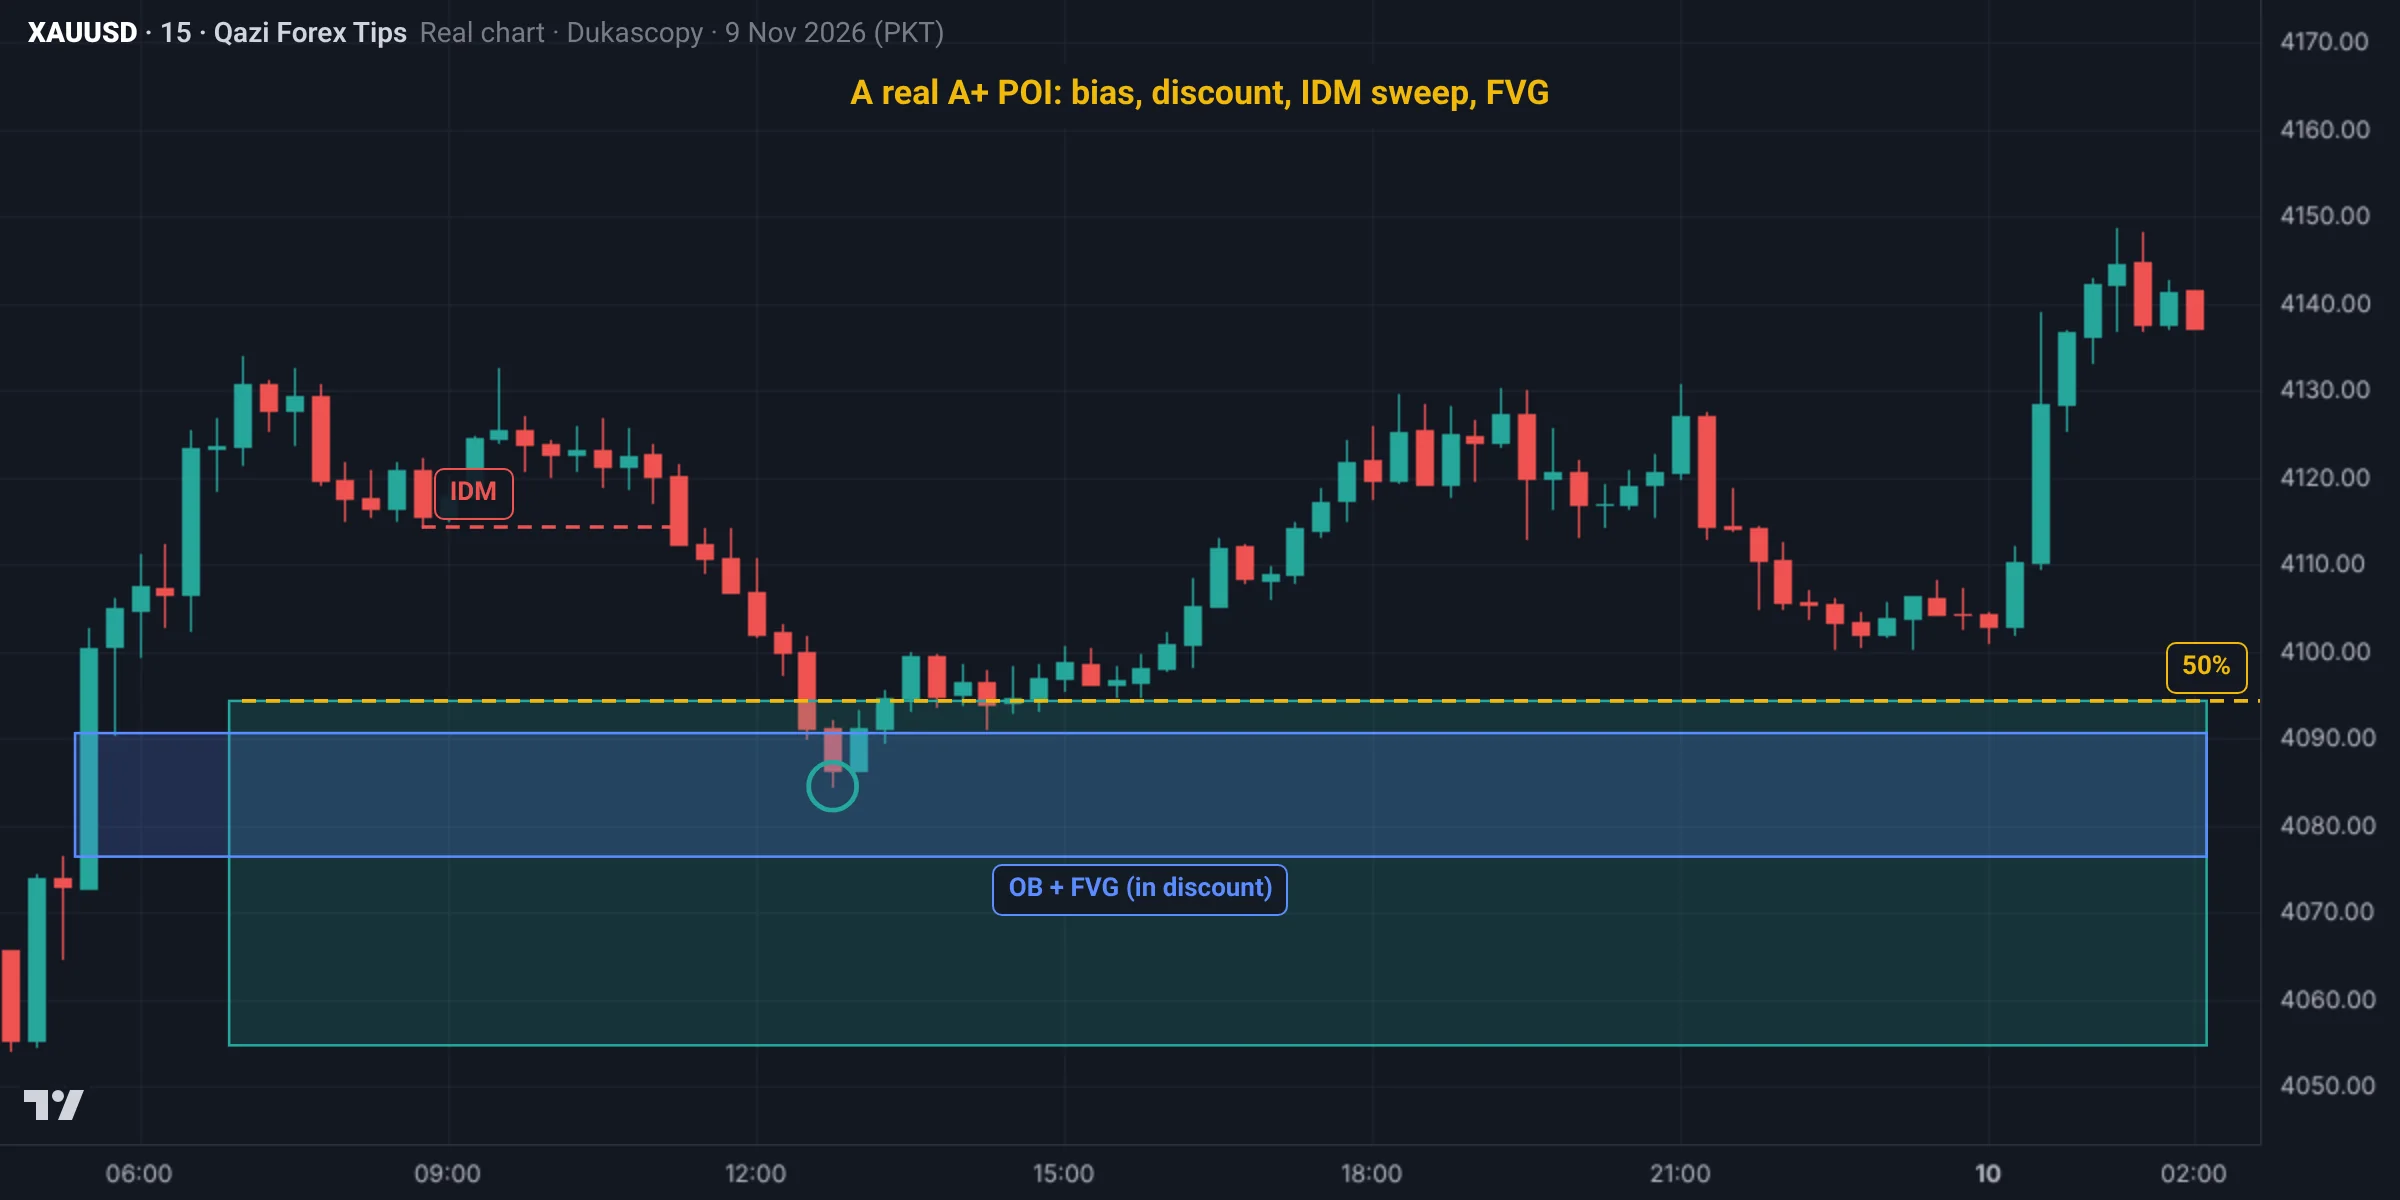 XAUUSD · 15 · Qazi Forex Tips Real chart · Dukascopy · 9 Nov 2026 (PKT)
A real A+ POI: bias, discount, IDM sweep, FVG
4170.00
4160.00
4150.00
4140.00
4130.00
4120.00
IDM
4110.00
4100.00
50%
4090.00
4080.00
OB + FVG (in discount)
4070.00
4060.00
4050.00
06:00 09:00 12:00 15:00 18:00 21:00 10 02:00